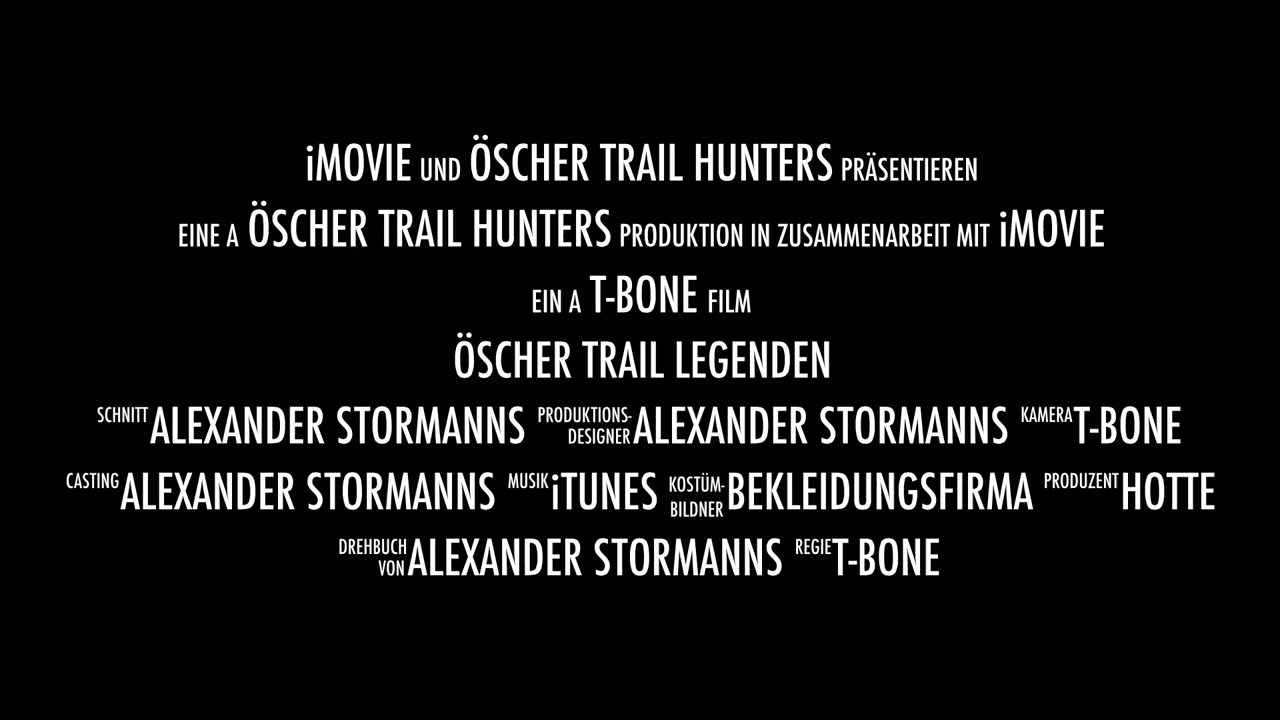 iMOVIE UND ÖSCHER TRAIL HUNTERS PRÄSENTIEREN
EINE A ÖSCHER TRAIL HUNTERS PRODUKTION IN ZUSAMMENARBEIT MIT iMOVIE
EIN A T-BONE FILM
ÖSCHER TRAIL LEGENDEN
SCHNITT ALEXANDER STORMANNS PRODUKTIONS-DESIGNER ALEXANDER STORMANNS KAMERA T-BONE
CASTING ALEXANDER STORMANNS MUSIK iTUNES KOSTÜM-BILDNER BEKLEIDUNGSFIRMA PRODUZENT HOTTE
DREHBUCH VON ALEXANDER STORMANNS REGIE T-BONE